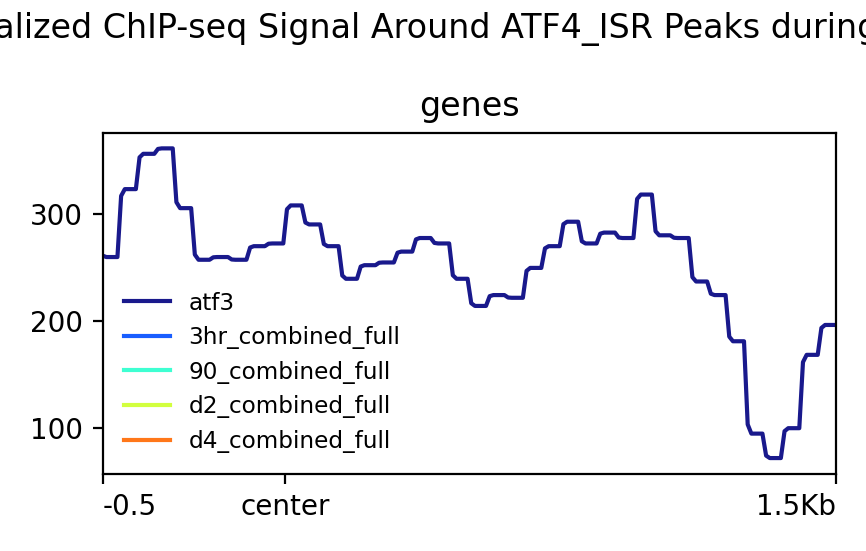 alized ChIP-seq Signal Around ATF4_ISR Peaks during
genes
300
200
100
atf3
3hr_combined_full
90_combined_full
d2_combined_full
d4_combined_full
-0.5 center 1.5Kb